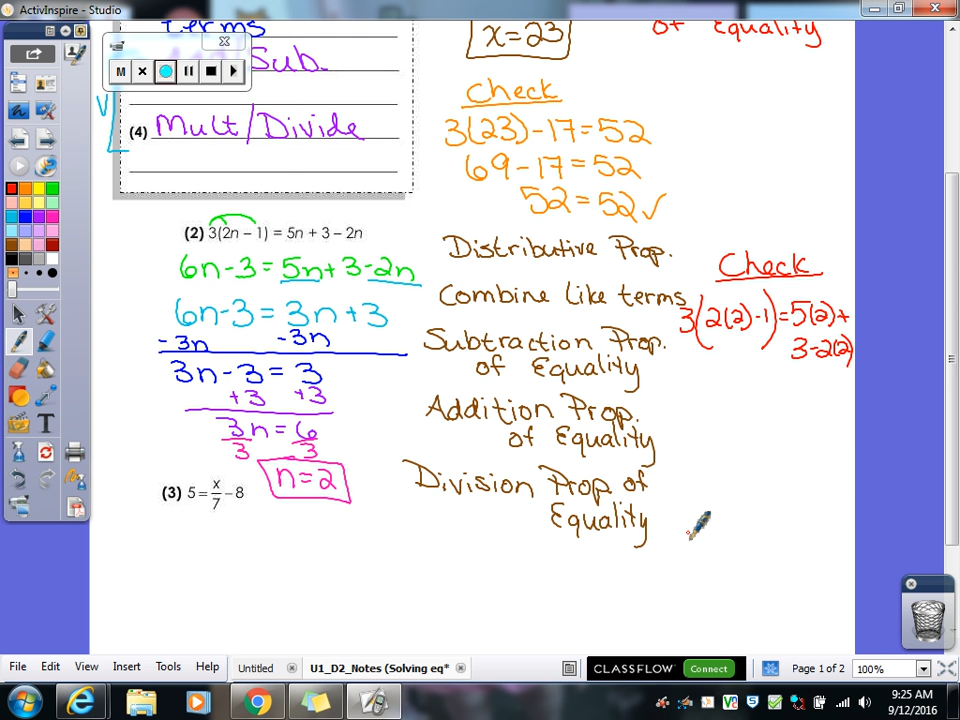 ActivInspire - Studio
terms
x=23
of Equality
M
Sub.
(4) Mult/Divide
Check
3(23)-17=52
69-17=52
52=52✓
(2) 3(2n – 1) = 5n + 3 – 2n
6n-3=5n+3-2n
6n-3=3n+3
-3n -3n
3n-3=3
+3 +3
3n=6
3 3
n=2
(3) 5 = x/7 – 8
Distributive Prop.
Combine like terms
Subtraction Prop.
of Equality
Addition Prop.
of Equality
Division Prop. of
Equality
Check
3(2(2)-1)=5(2)+
3-2(2)
File Edit View Insert Tools Help
Untitled
U1_D2_Notes (Solving eq*
CLASSFLOW Connect
Page 1 of 2
100%
9:25 AM
9/12/2016